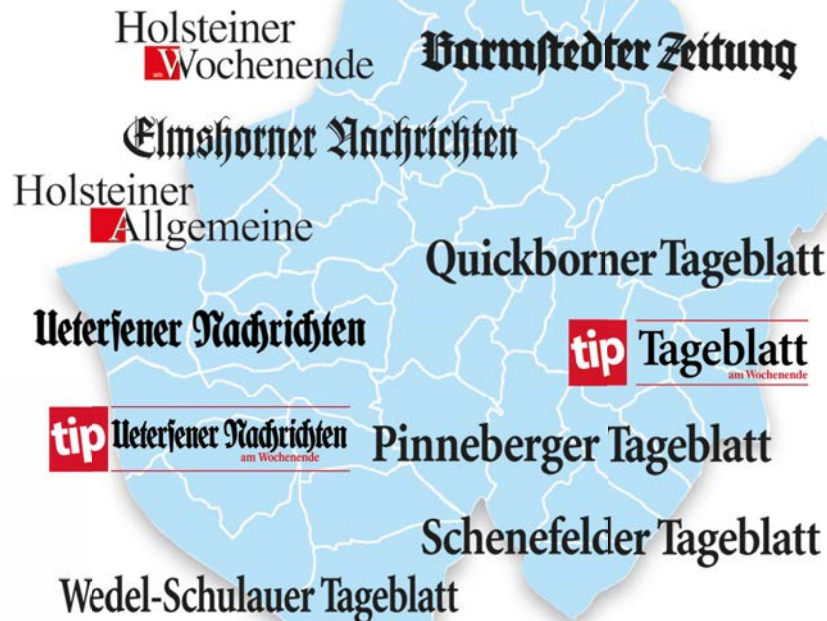 Holsteiner
am Wochenende
Barmstedter Zeitung
Elmshorner Nachrichten
Holsteiner
Allgemeine
Quickborner Tageblatt
Uetersener Nachrichten
tip Tageblatt
am Wochenende
tip Uetersener Nachrichten
am Wochenende
Pinneberger Tageblatt
Schenefelder Tageblatt
Wedel-Schulauer Tageblatt